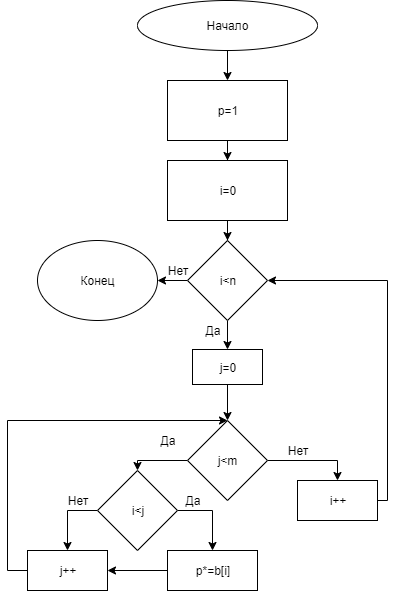 Начало
p=1
i=0
i<n
Нет
Конец
Да
j=0
j<m
Да
Нет
i<j
Нет
Да
i++
j++
p*=b[i]